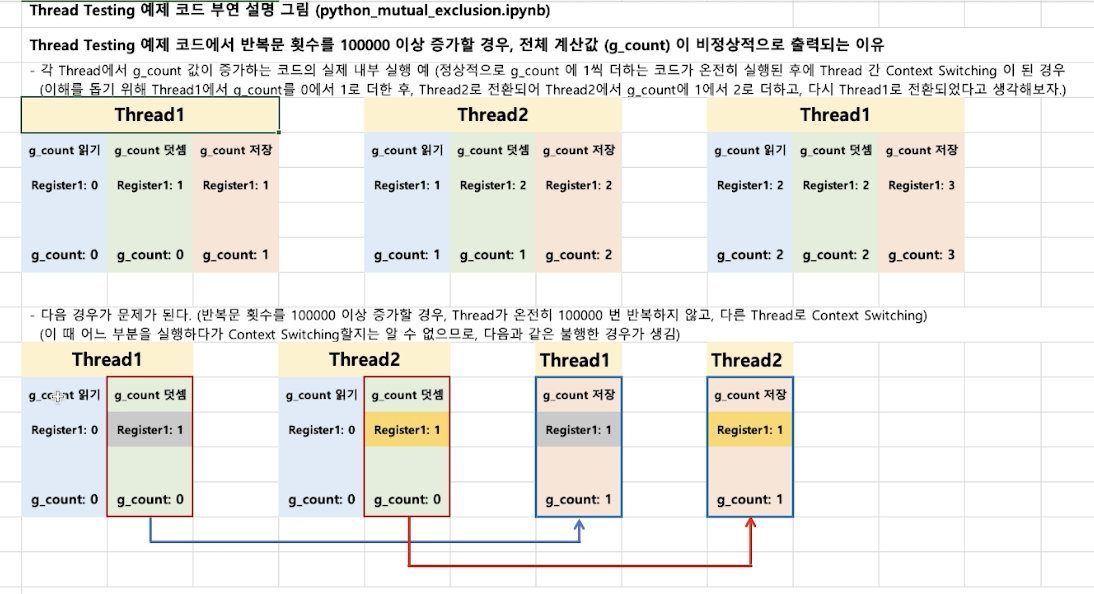 Thread Testing 예제 코드 부연 설명 그림 (python_mutual_exclusion.ipynb)
Thread Testing 예제 코드에서 반복문 횟수를 100000 이상 증가할 경우, 전체 계산값 (g_count) 이 비정상적으로 출력되는 이유
- 각 Thread에서 g_count 값이 증가하는 코드의 실제 내부 실행 예 (정상적으로 g_count 에 1씩 더하는 코드가 온전히 실행된 후에 Thread 간 Context Switching 이 된 경우
(이해를 돕기 위해 Thread1에서 g_count를 0에서 1로 더한 후, Thread2로 전환되어 Thread2에서 g_count에 1에서 2로 더하고, 다시 Thread1로 전환되었다고 생각해보자.)
Thread1 Thread2 Thread1
g_count 읽기 g_count 덧셈 g_count 저장 g_count 읽기 g_count 덧셈 g_count 저장 g_count 읽기 g_count 덧셈 g_count 저장
Register1: 0 Register1: 1 Register1: 1 Register1: 1 Register1: 2 Register1: 2 Register1: 2 Register1: 2 Register1: 3
g_count: 0 g_count: 0 g_count: 1 g_count: 1 g_count: 1 g_count: 2 g_count: 2 g_count: 2 g_count: 3
- 다음 경우가 문제가 된다. (반복문 횟수를 100000 이상 증가할 경우, Thread가 온전히 100000 번 반복하지 않고, 다른 Thread로 Context Switching)
(이 때 어느 부분을 실행하다가 Context Switching할지는 알 수 없으므로, 다음과 같은 불행한 경우가 생김)
Thread1 Thread2 Thread1 Thread2
g_count 읽기 g_count 덧셈 g_count 읽기 g_count 덧셈 g_count 저장 g_count 저장
Register1: 0 Register1: 1 Register1: 0 Register1: 1 Register1: 1 Register1: 1
g_count: 0 g_count: 0 g_count: 0 g_count: 0 g_count: 1 g_count: 1